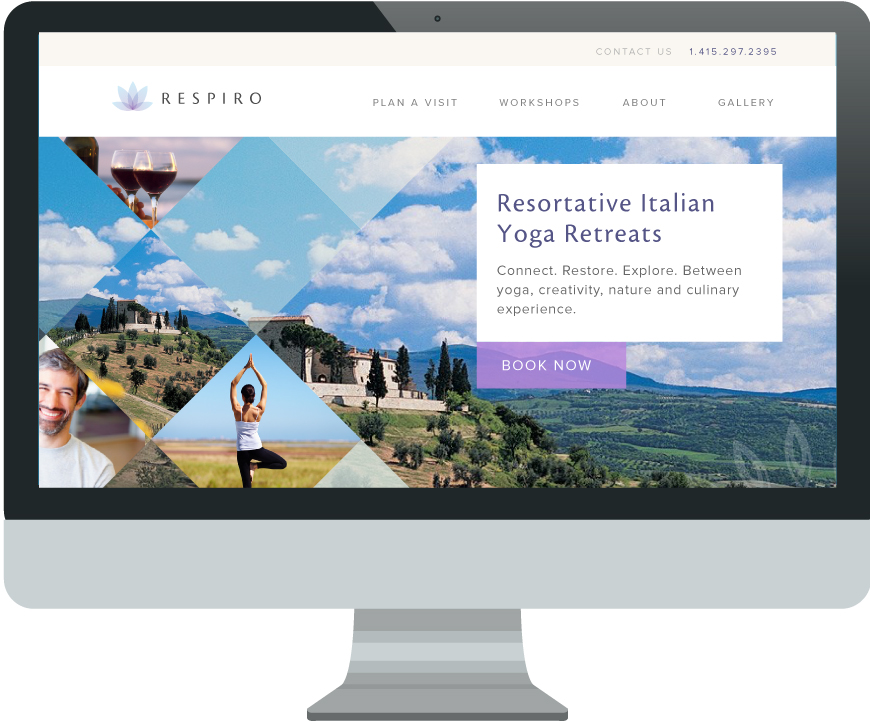 CONTACT US 1.415.297.2395
RESPIRO
PLAN A VISIT WORKSHOPS ABOUT GALLERY
Resortative Italian
Yoga Retreats
Connect. Restore. Explore. Between
yoga, creativity, nature and culinary
experience.
BOOK NOW